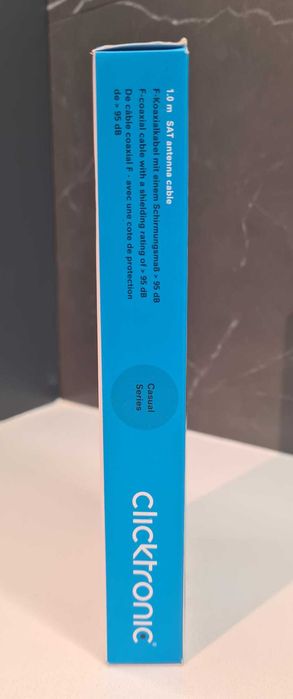 1.0 m SAT antenna cable
F-Koaxialkabel mit einem Schirmungsmaß > 95 dB
F-coaxial cable with a shielding rating of > 95 dB
De câble coaxial F - avec une cote de protection
de > 95 dB
Casual
Series
clicktronic®